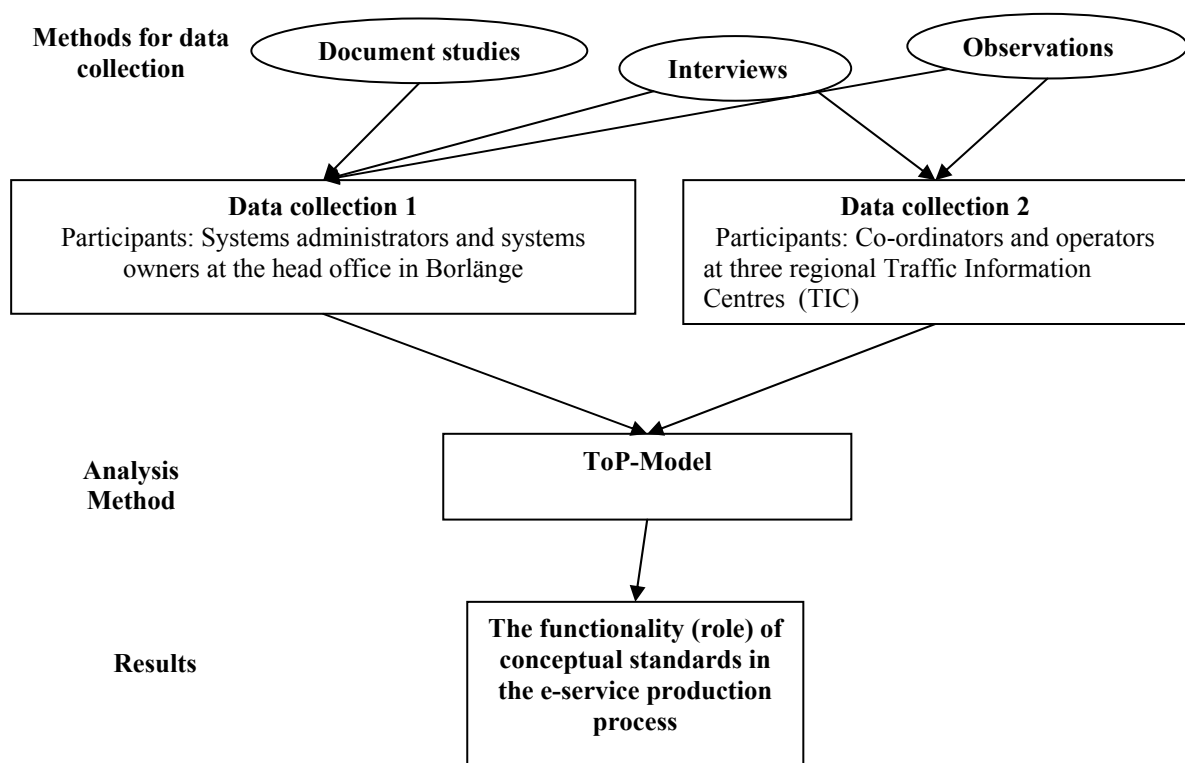 Methods for data
collection
Document studies
Interviews
Observations
Data collection 1
Participants: Systems administrators and systems
owners at the head office in Borlänge
Data collection 2
Participants: Co-ordinators and operators
at three regional Traffic Information
Centres (TIC)
Analysis
Method
ToP-Model
Results
The functionality (role) of
conceptual standards in
the e-service production
process